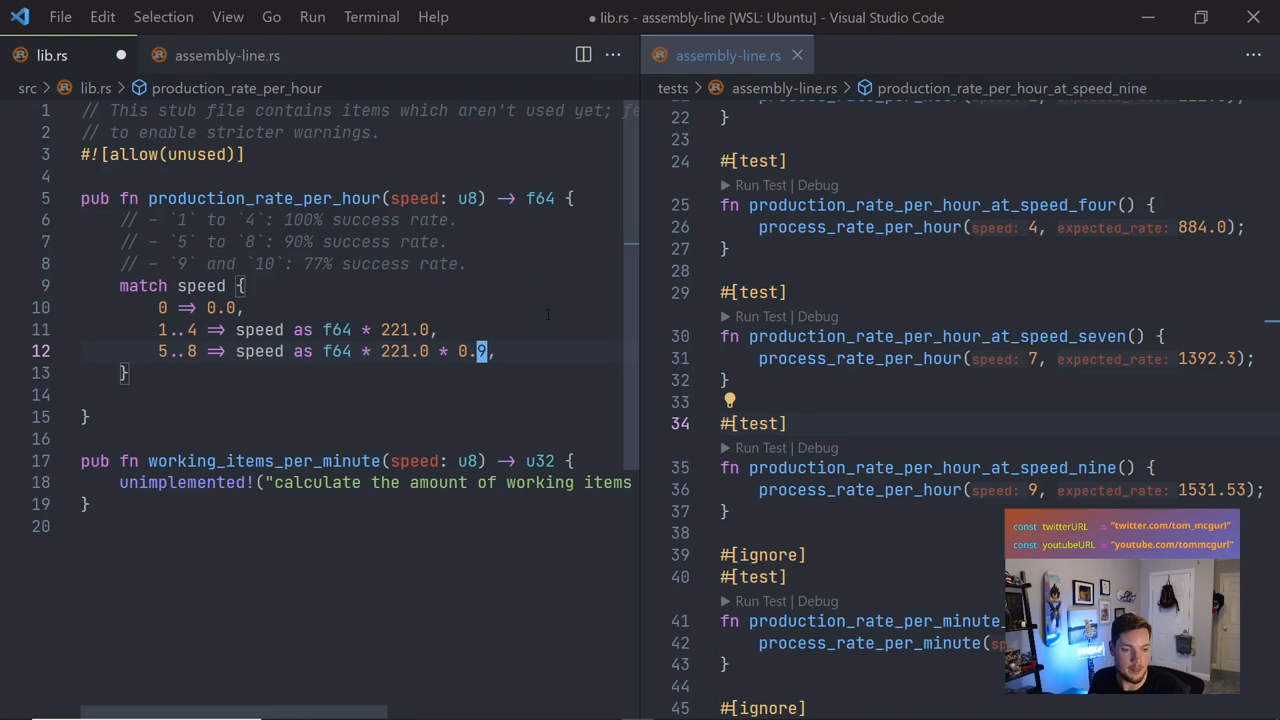 File Edit Selection View Go Run Terminal Help
● lib.rs - assembly-line [WSL: Ubuntu] - Visual Studio Code
lib.rs
assembly-line.rs
src > lib.rs > production_rate_per_hour
1 // This stub file contains items which aren't used yet; fe
2 // to enable stricter warnings.
3 #![allow(unused)]
4
5 pub fn production_rate_per_hour(speed: u8) -> f64 {
6 // - `1` to `4`: 100% success rate.
7 // - `5` to `8`: 90% success rate.
8 // - `9` and `10`: 77% success rate.
9 match speed {
10 0 => 0.0,
11 1..4 => speed as f64 * 221.0,
12 5..8 => speed as f64 * 221.0 * 0.9,
13 }
14
15 }
16
17 pub fn working_items_per_minute(speed: u8) -> u32 {
18 unimplemented!("calculate the amount of working items
19 }
20
assembly-line.rs
tests > assembly-line.rs > production_rate_per_hour_at_speed_nine
22 }
23
24 #[test]
▶ Run Test | Debug
25 fn production_rate_per_hour_at_speed_four() {
26 process_rate_per_hour(speed: 4, expected_rate: 884.0);
27 }
28
29 #[test]
▶ Run Test | Debug
30 fn production_rate_per_hour_at_speed_seven() {
31 process_rate_per_hour(speed: 7, expected_rate: 1392.3);
32 }
33
34 #[test]
▶ Run Test | Debug
35 fn production_rate_per_hour_at_speed_nine() {
36 process_rate_per_hour(speed: 9, expected_rate: 1531.53);
37 }
38
39 #[ignore]
40 #[test]
▶ Run Test | Debug
41 fn production_rate_per_minute_
42 process_rate_per_minute(
43 }
44
45 #[ignore]
const twitterURL = "twitter.com/tom_mcgurl"
const youtubeURL = "youtube.com/tommcgurl"